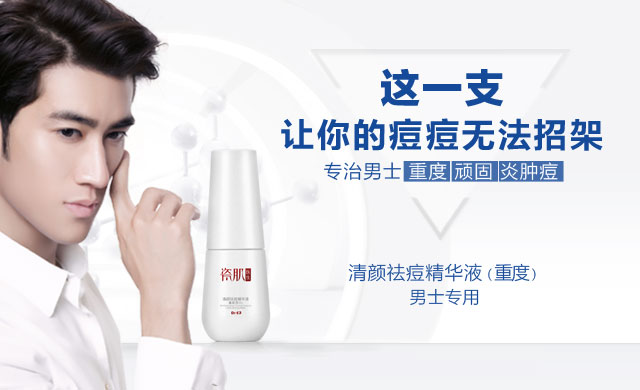 这一支
让你的痘痘无法招架
专治男士 重度 顽固 炎肿痘
清颜祛痘精华液（重度）
男士专用
瓷肌